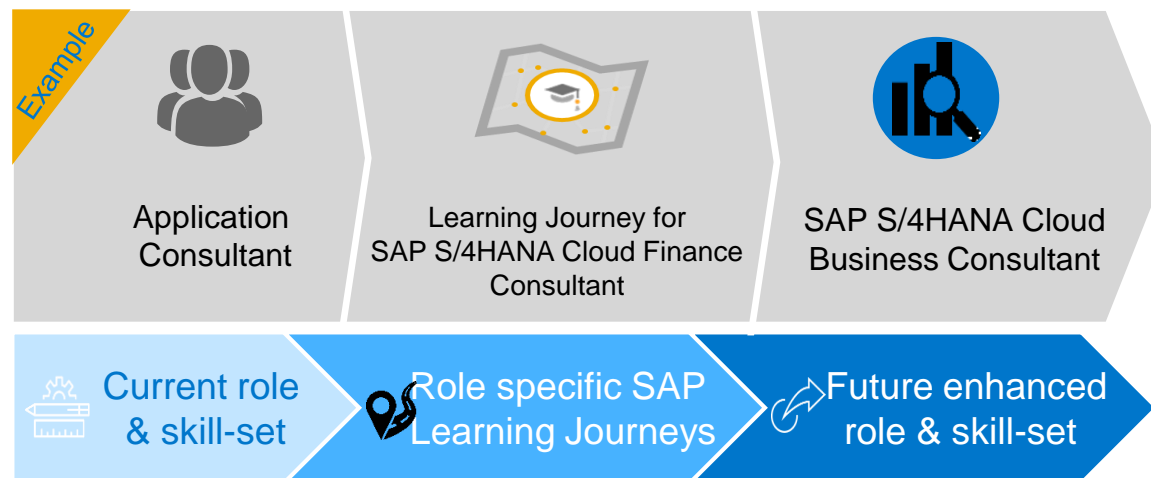 Example
Application
Consultant
Learning Journey for
SAP S/4HANA Cloud Finance
Consultant
SAP S/4HANA Cloud
Business Consultant
Current role
& skill-set
Role specific SAP
Learning Journeys
Future enhanced
role & skill-set